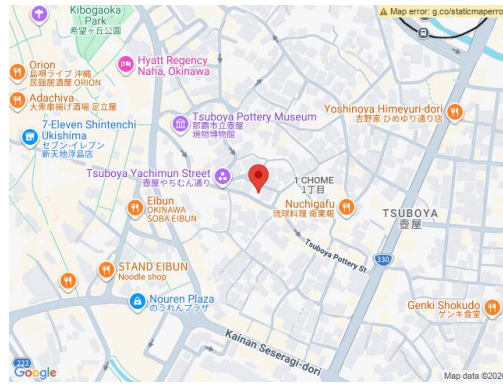 Kibogaoka
Park
希望ヶ丘公園
Map error: g.co/staticmaperro
Hyatt Regency
Naha, Okinawa
Orion
島唄ライブ 沖縄
民謡居酒屋 ORION
Adachiya
大衆串揚げ酒場 足立屋
7-Eleven Shintenchi
Ukishima
セブン-イレブン
新天地浮島店
Tsuboya Pottery Museum
那覇市立壺屋
焼物博物館
Yoshinoya Himeyuri-dori
吉野家 ひめゆり通り店
Tsuboya Yachimun Street
壺屋やちむん通り
1 CHOME
1丁目
Eibun
OKINAWA
SOBA EIBUN
Nuchigafu
琉球料理 命果報
TSUBOYA
壺屋
Tsuboya Pottery St
330
STAND EIBUN
Noodle shop
Nouren Plaza
のうれんプラザ
Genki Shokudo
ゲンキ食堂
Kainan Seseragi-dori
222
Google
Map data ©2026